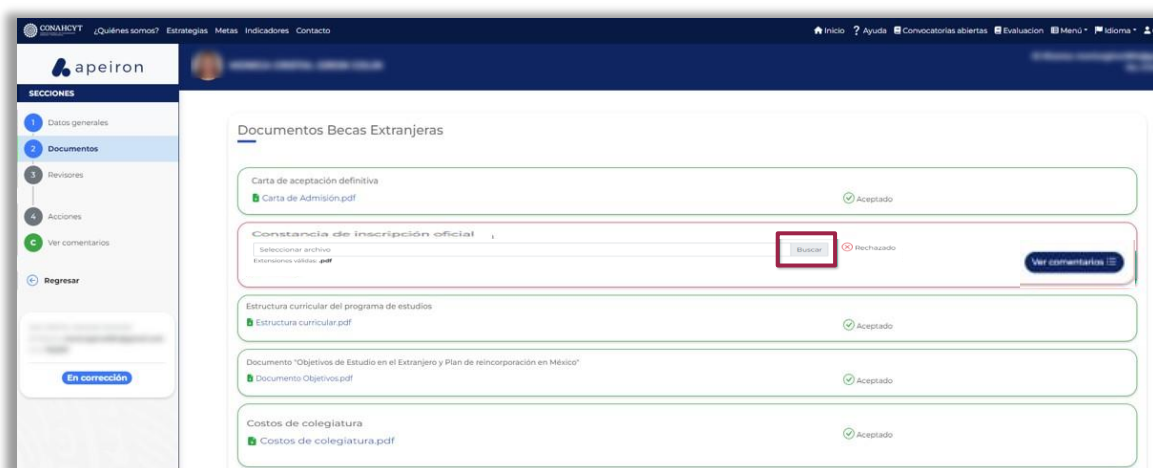 CONAHCYT ¿Quiénes somos? Estrategias Metas Indicadores Contacto Inicio ? Ayuda Convocatorias abiertas Evaluacion Menú Idioma
apeiron
SECCIONES
1 Datos generales
2 Documentos
3 Revisores
4 Acciones
C Ver comentarios
Regresar
En corrección
Documentos Becas Extranjeras
Carta de aceptación definitiva
Carta de Admisión.pdf Aceptado
Constancia de inscripción oficial
Seleccionar archivo Buscar Rechazado
Extensiones válidas: .pdf
Ver comentarios
Estructura curricular del programa de estudios
Estructura curricular.pdf Aceptado
Documento "Objetivos de Estudio en el Extranjero y Plan de reincorporación en México"
Documento Objetivos.pdf Aceptado
Costos de colegiatura
Costos de colegiatura.pdf Aceptado